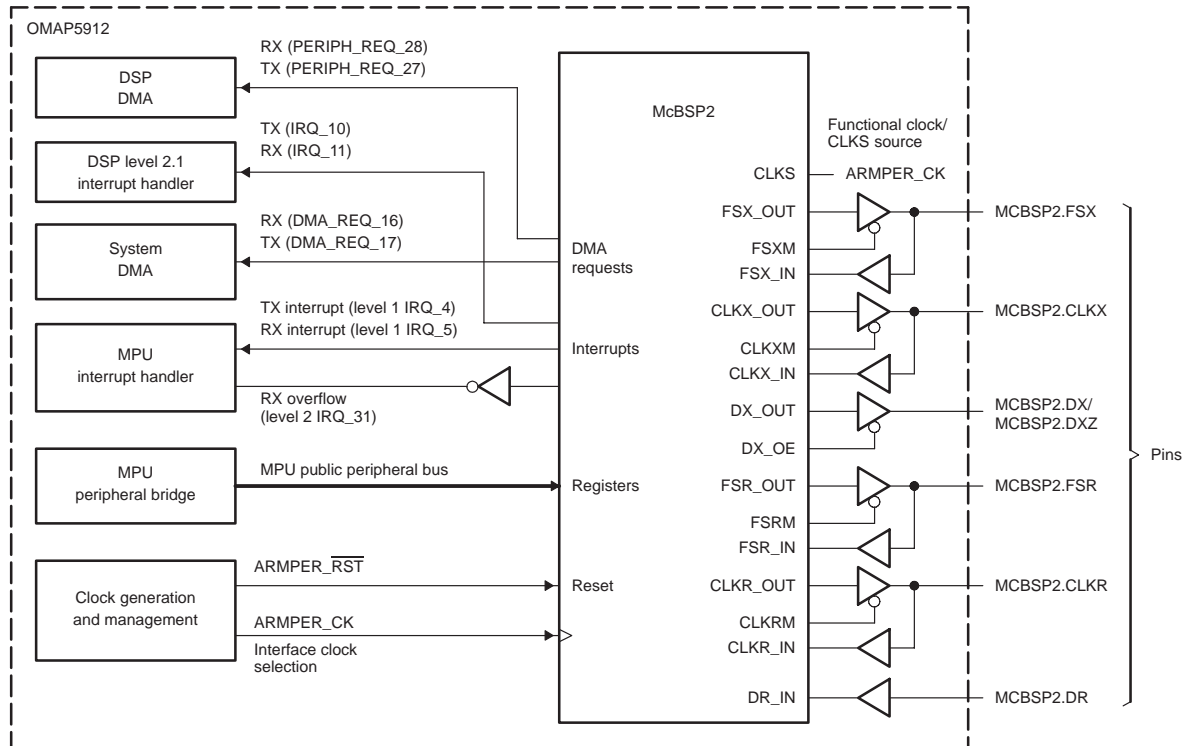 OMAP5912
DSP
DMA
RX (PERIPH_REQ_28)
TX (PERIPH_REQ_27)
DSP level 2.1
interrupt handler
TX (IRQ_10)
RX (IRQ_11)
System
DMA
RX (DMA_REQ_16)
TX (DMA_REQ_17)
MPU
interrupt handler
TX interrupt (level 1 IRQ_4)
RX interrupt (level 1 IRQ_5)
RX overflow
(level 2 IRQ_31)
MPU
peripheral bridge
MPU public peripheral bus
Clock generation
and management
ARMPER_RST
ARMPER_CK
Interface clock
selection
McBSP2
DMA
requests
Interrupts
Registers
Reset
Functional clock/
CLKS source
CLKS
ARMPER_CK
FSX_OUT
FSXM
FSX_IN
CLKX_OUT
CLKXM
CLKX_IN
DX_OUT
DX_OE
FSR_OUT
FSRM
FSR_IN
CLKR_OUT
CLKRM
CLKR_IN
DR_IN
MCBSP2.FSX
MCBSP2.CLKX
MCBSP2.DX/
MCBSP2.DXZ
MCBSP2.FSR
MCBSP2.CLKR
MCBSP2.DR
Pins